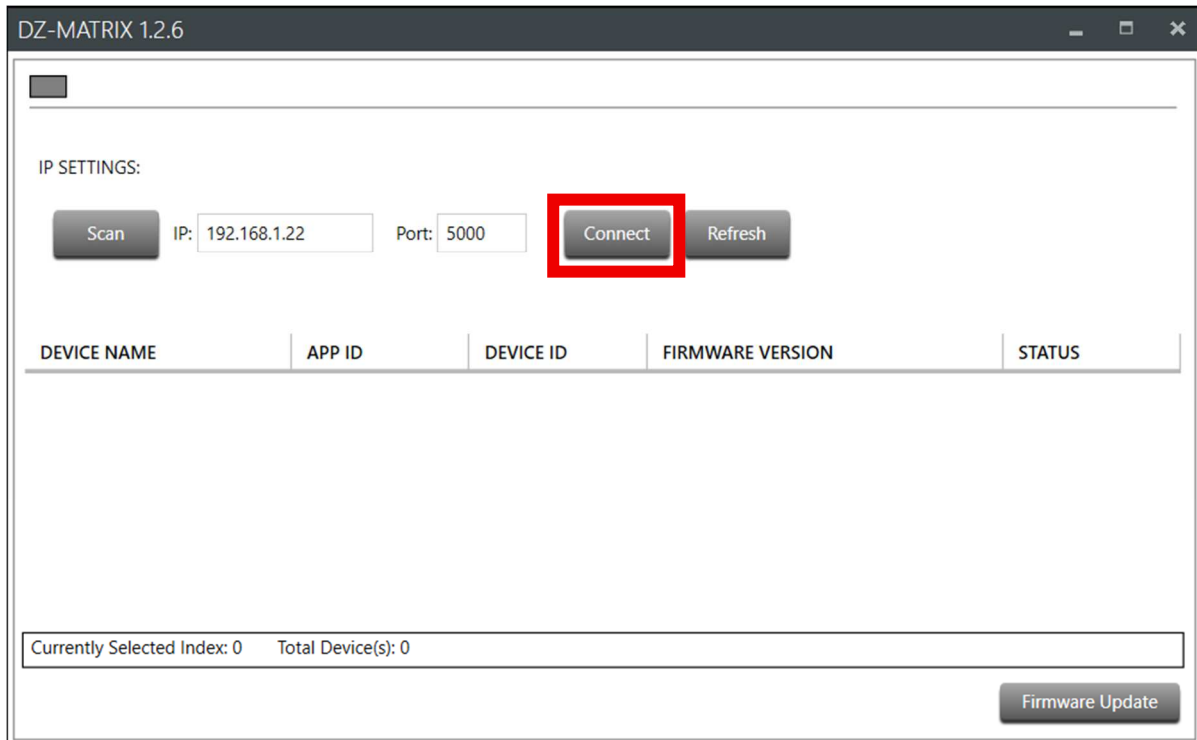 DZ-MATRIX 1.2.6
IP SETTINGS:
Scan IP: 192.168.1.22 Port: 5000 Connect Refresh
DEVICE NAME APP ID DEVICE ID FIRMWARE VERSION STATUS
Currently Selected Index: 0 Total Device(s): 0
Firmware Update